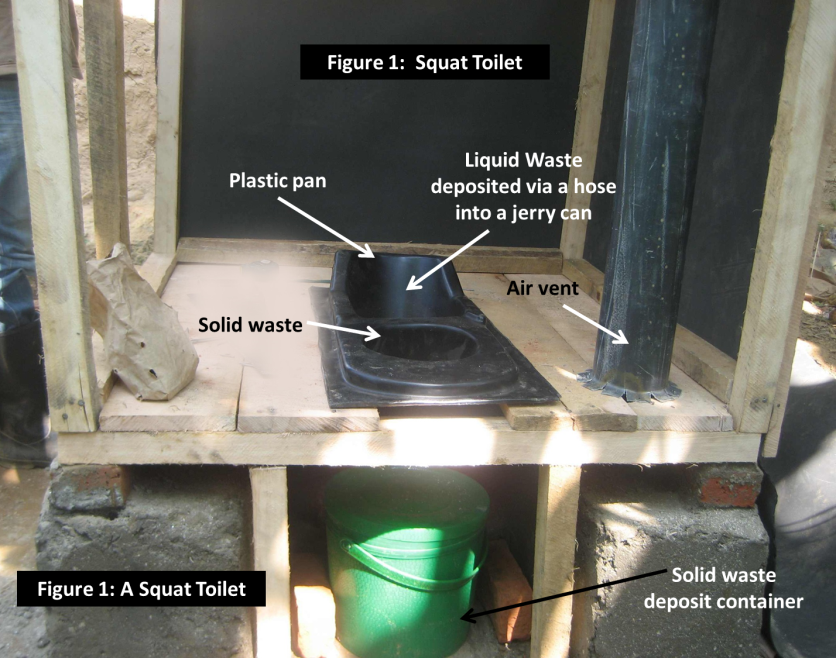 Figure 1:  Squat Toilet
Liquid Waste
deposited via a hose
into a jerry can
Plastic pan
Air vent
Solid waste
Solid waste
deposit container
Figure 1: A Squat Toilet